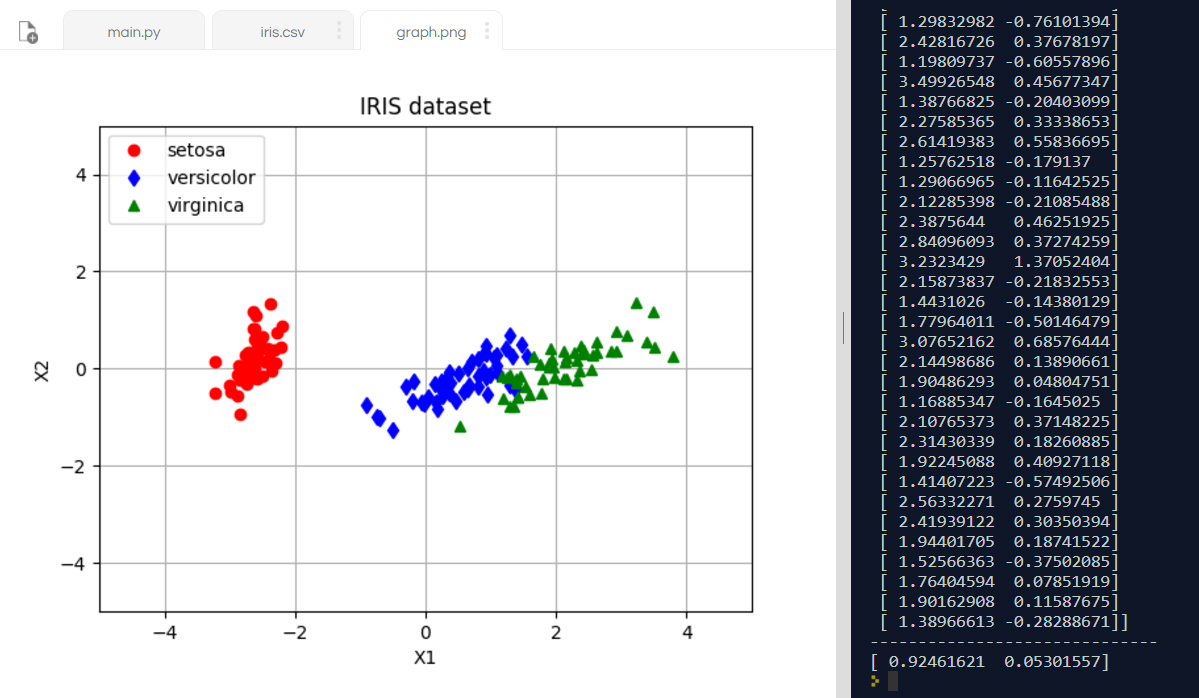 main.py
iris.csv
graph.png
IRIS dataset
setosa
versicolor
virginica
4
2
0
−2
−4
X2
−4
−2
0
2
4
X1
[ 1.29832982 -0.76101394]
[ 2.42816726  0.37678197]
[ 1.19809737 -0.60557896]
[ 3.49926548  0.45677347]
[ 1.38766825 -0.20403099]
[ 2.27585365  0.33338653]
[ 2.61419383  0.55836695]
[ 1.25762518 -0.179137  ]
[ 1.29066965 -0.11642525]
[ 2.12285398 -0.21085488]
[ 2.3875644   0.46251925]
[ 2.84096093  0.37274259]
[ 3.2323429   1.37052404]
[ 2.15873837 -0.21832553]
[ 1.4431026  -0.14380129]
[ 1.77964011 -0.50146479]
[ 3.07652162  0.68576444]
[ 2.14498686  0.13890661]
[ 1.90486293  0.04804751]
[ 1.16885347 -0.1645025 ]
[ 2.10765373  0.37148225]
[ 2.31430339  0.18260885]
[ 1.92245088  0.40927118]
[ 1.41407223 -0.57492506]
[ 2.56332271  0.2759745 ]
[ 2.41939122  0.30350394]
[ 1.94401705  0.18741522]
[ 1.52566363 -0.37502085]
[ 1.76404594  0.07851919]
[ 1.90162908  0.11587675]
[ 1.38966613 -0.28288671]]
------------------------------
[ 0.92461621  0.05301557]